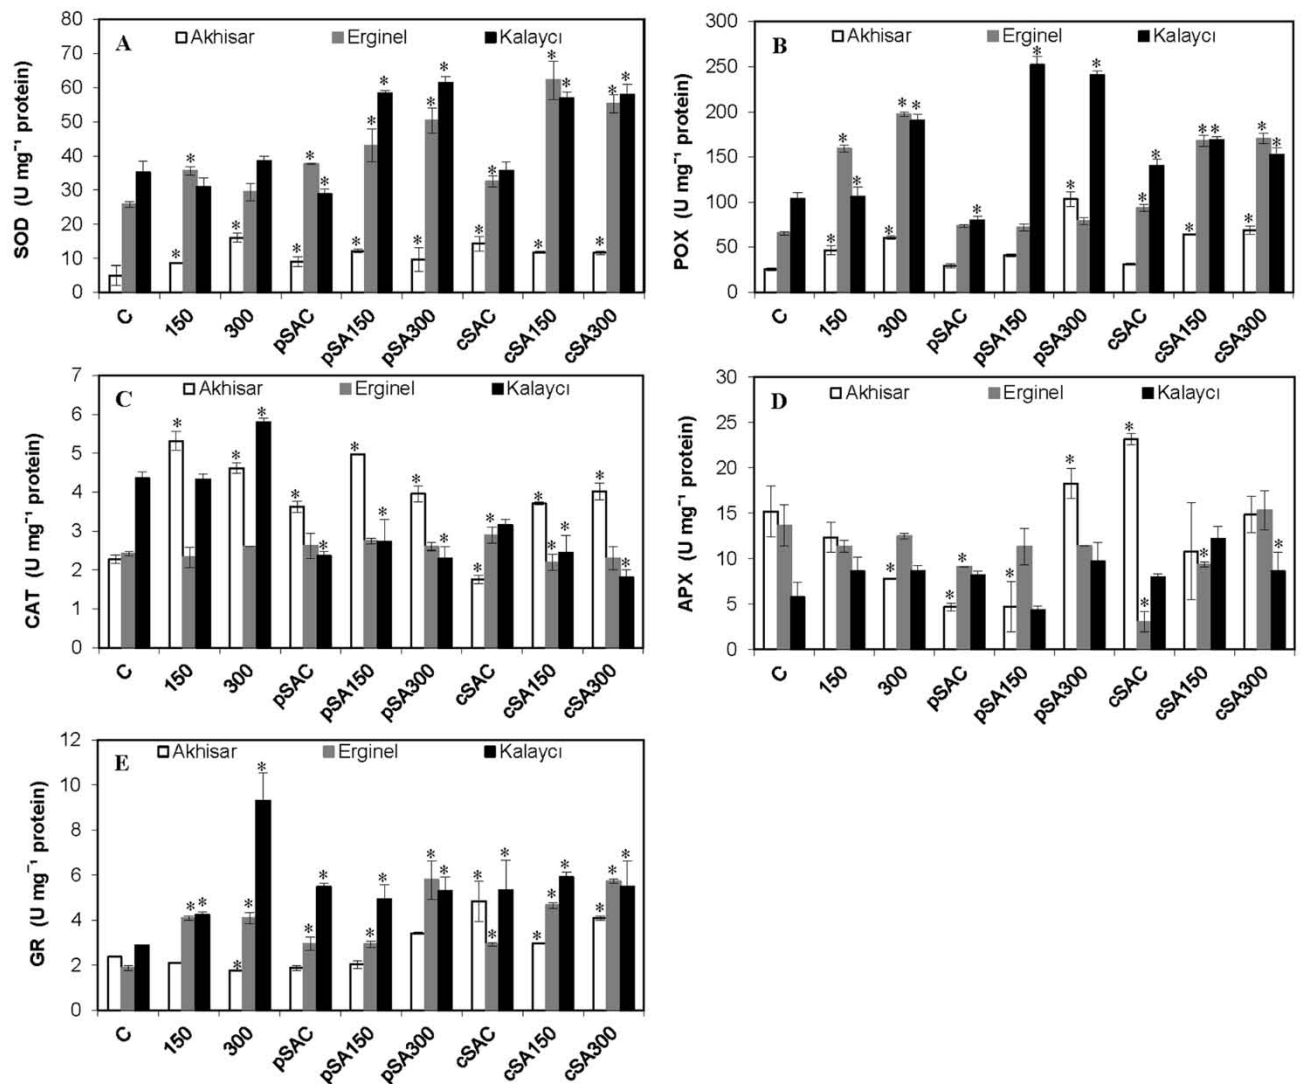 A
Akhisar Erginel Kalaycı
SOD (U mg⁻¹ protein)
80
70
60
50
40
30
20
10
0
C 150 300 pSAC pSA150 pSA300 cSAC cSA150 cSA300
B
Akhisar Erginel Kalaycı
POX (U mg⁻¹ protein)
300
250
200
150
100
50
0
C 150 300 pSAC pSA150 pSA300 cSAC cSA150 cSA300
C
Akhisar Erginel Kalaycı
CAT (U mg⁻¹ protein)
7
6
5
4
3
2
1
0
C 150 300 pSAC pSA150 pSA300 cSAC cSA150 cSA300
D
Akhisar Erginel Kalaycı
APX (U mg⁻¹ protein)
30
25
20
15
10
5
0
C 150 300 pSAC pSA150 pSA300 cSAC cSA150 cSA300
E
Akhisar Erginel Kalaycı
GR (U mg⁻¹ protein)
12
10
8
6
4
2
0
C 150 300 pSAC pSA150 pSA300 cSAC cSA150 cSA300